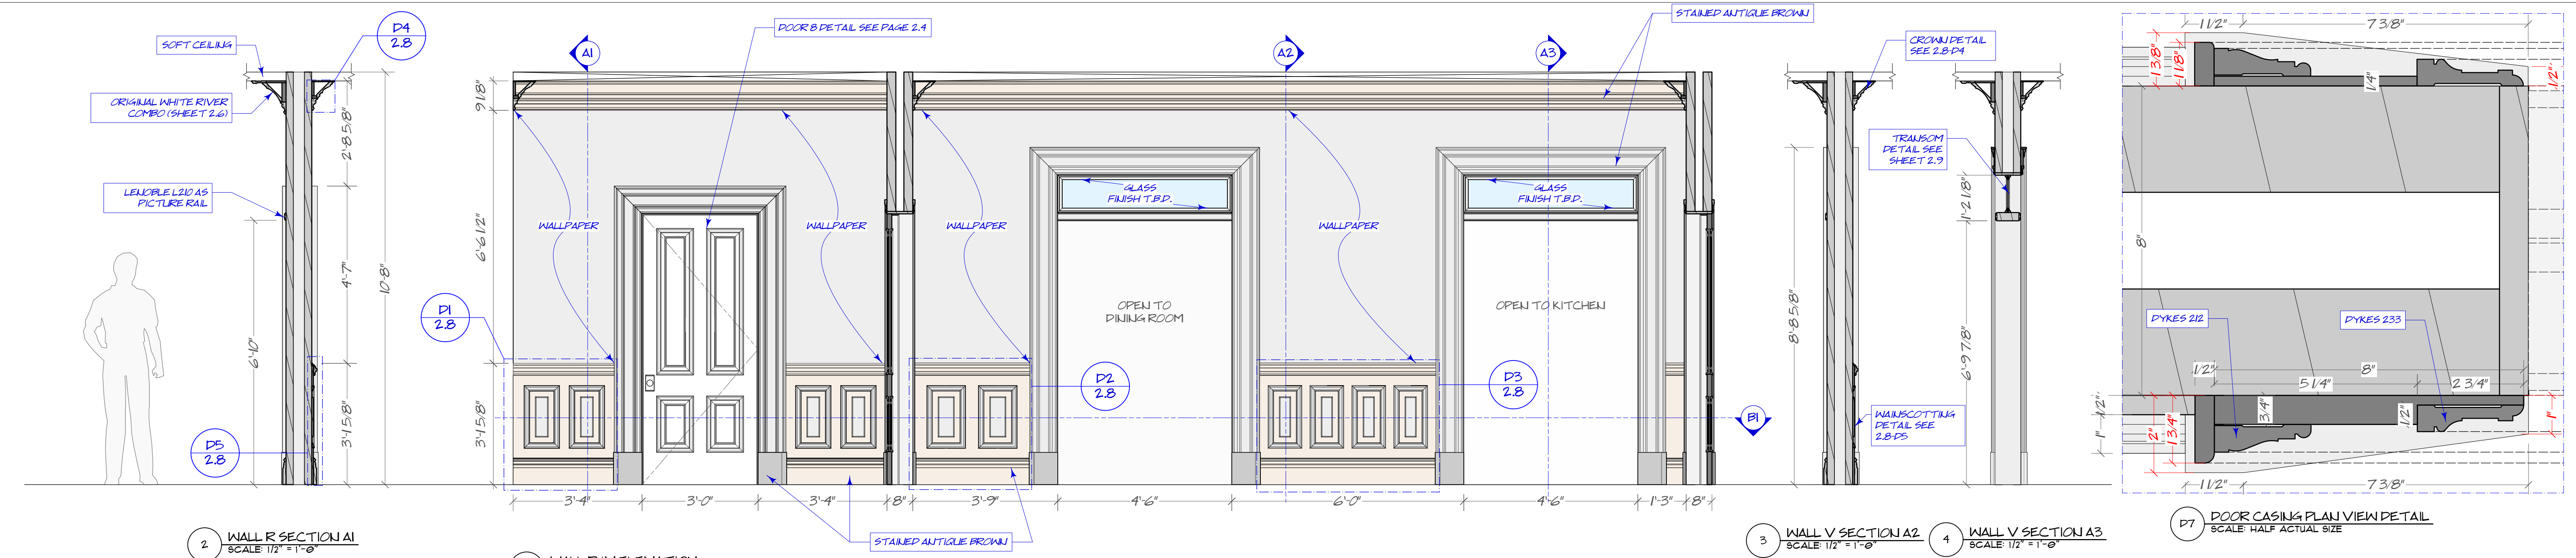 D4
2.8
SOFT CEILING
ORIGINAL WHITE RIVER
COMBO (SHEET 2.6)
LENOBLE L210 AS
PICTURE RAIL
2'-8 5/8"
4'-7"
10'-8"
6'-10"
3'-1 5/8"
D5
2.8
2
WALL R SECTION A1
SCALE: 1/2" = 1'-0"
DOOR B DETAIL SEE PAGE 2.4
STAINED ANTIQUE BROWN
A1
A2
A3
9 1/8"
6'-6 1/2"
3'-1 5/8"
D1
2.8
WALLPAPER
WALLPAPER
WALLPAPER
WALLPAPER
GLASS
FINISH T.B.D.
GLASS
FINISH T.B.D.
OPEN TO
DINING ROOM
OPEN TO KITCHEN
D2
2.8
D3
2.8
B1
3'-4"
3'-0"
3'-4"
8"
3'-9"
4'-6"
6'-0"
4'-6"
1'-3"
8"
STAINED ANTIQUE BROWN
CROWN DETAIL
SEE 2.8-D4
TRANSOM
DETAIL SEE
SHEET 2.9
1'-2 1/8"
8'-8 5/8"
6'-9 7/8"
WAINSCOTTING
DETAIL SEE
2.8-D5
3
WALL V SECTION A2
SCALE: 1/2" = 1'-0"
4
WALL V SECTION A3
SCALE: 1/2" = 1'-0"
1 1/2"
7 3/8"
1 3/8"
1 1/8"
1/4"
1/2"
8"
DYKES 212
DYKES 233
1/2"
8"
5 1/4"
2 3/4"
1/2"
1"
2"
1 3/4"
3/4"
1/2"
1"
1 1/2"
7 3/8"
D7
DOOR CASING PLAN VIEW DETAIL
SCALE: HALF ACTUAL SIZE